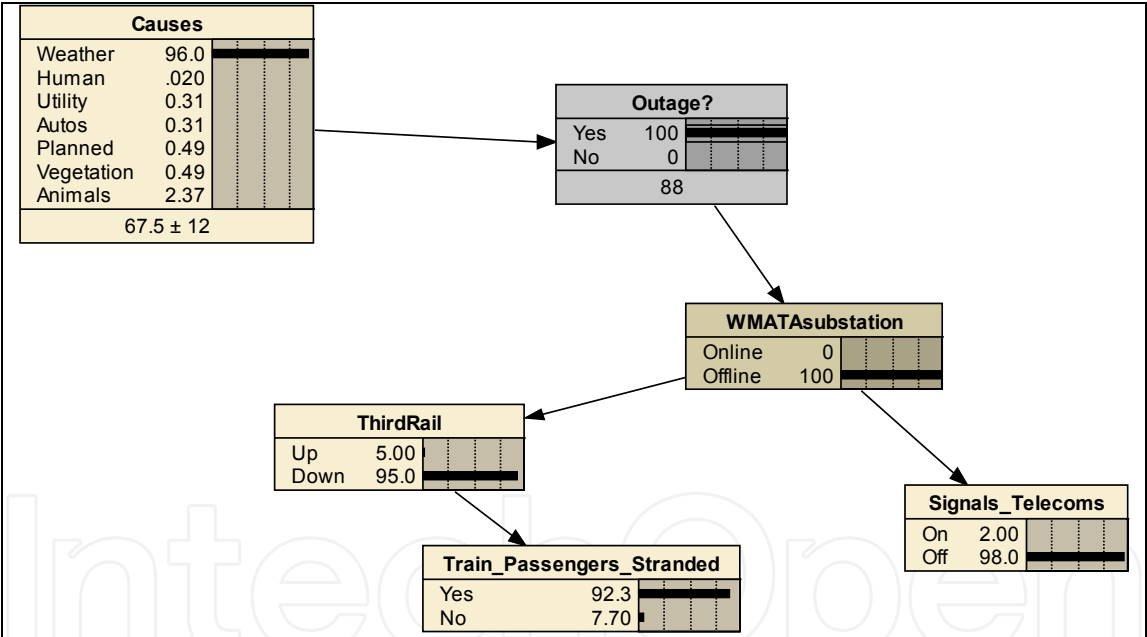 Causes
Weather 96.0
Human .020
Utility 0.31
Autos 0.31
Planned 0.49
Vegetation 0.49
Animals 2.37
67.5 ± 12
Outage?
Yes 100
No 0
88
WMATAsubstation
Online 0
Offline 100
ThirdRail
Up 5.00
Down 95.0
Signals_Telecoms
On 2.00
Off 98.0
Train_Passengers_Stranded
Yes 92.3
No 7.70
IntechOpen